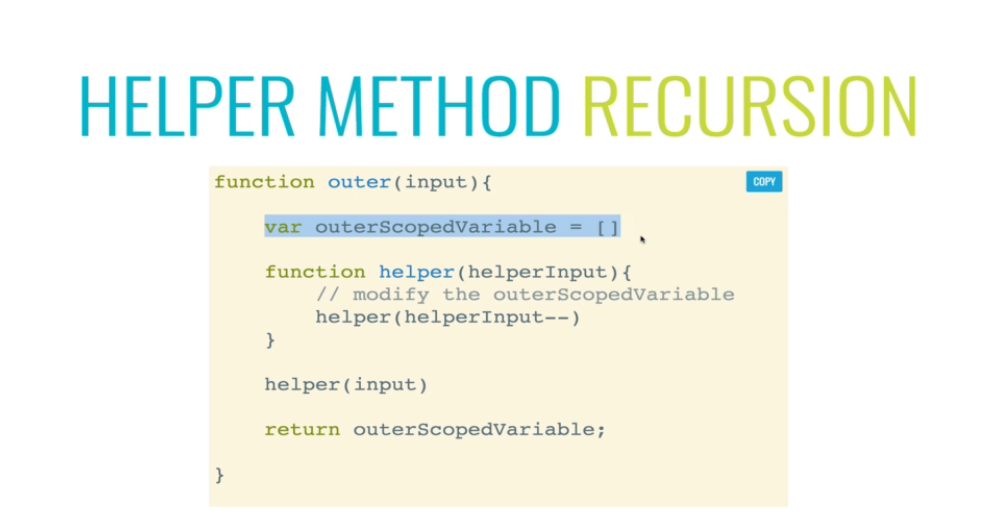 HELPER METHOD RECURSION
function outer(input){
COPY
var outerScopedVariable = []
function helper(helperInput){
// modify the outerScopedVariable
helper(helperInput--)
}
helper(input)
return outerScopedVariable;
}